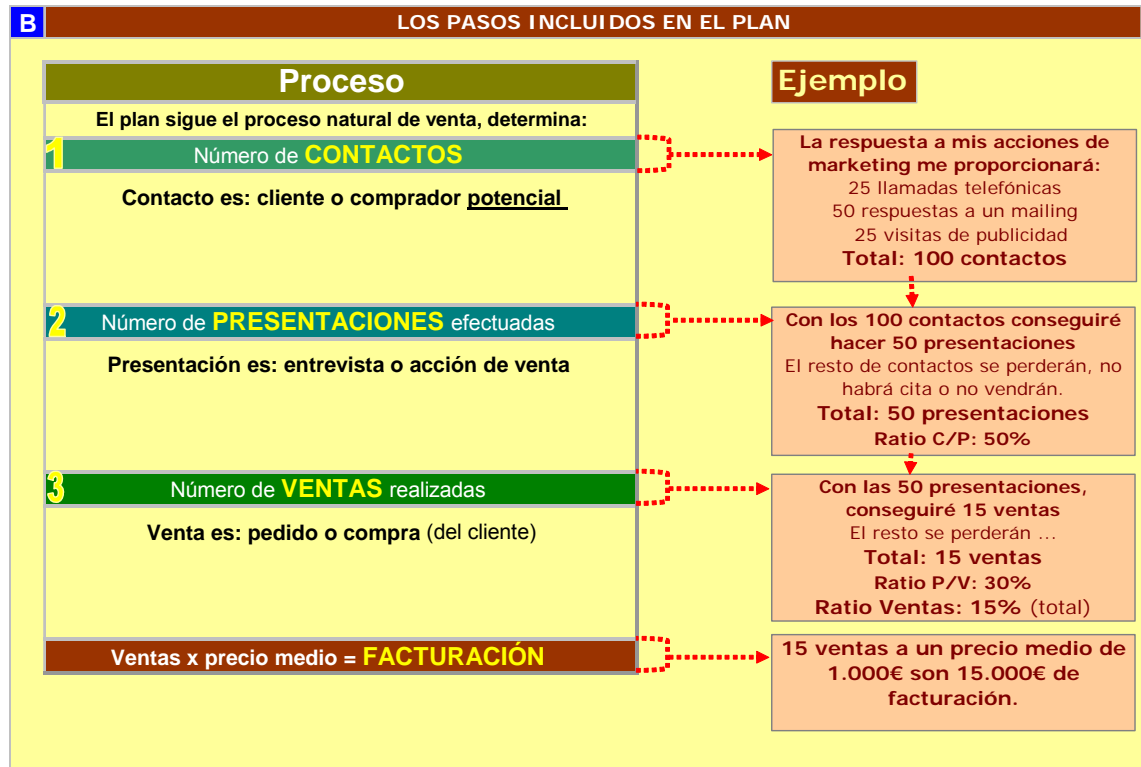 B
LOS PASOS INCLUIDOS EN EL PLAN
Proceso
El plan sigue el proceso natural de venta, determina:
1 Número de CONTACTOS
Contacto es: cliente o comprador potencial
2 Número de PRESENTACIONES efectuadas
Presentación es: entrevista o acción de venta
3 Número de VENTAS realizadas
Venta es: pedido o compra (del cliente)
Ventas x precio medio = FACTURACIÓN
Ejemplo
La respuesta a mis acciones de
marketing me proporcionará:
25 llamadas telefónicas
50 respuestas a un mailing
25 visitas de publicidad
Total: 100 contactos
Con los 100 contactos conseguiré
hacer 50 presentaciones
El resto de contactos se perderán, no
habrá cita o no vendrán.
Total: 50 presentaciones
Ratio C/P: 50%
Con las 50 presentaciones,
conseguiré 15 ventas
El resto se perderán ...
Total: 15 ventas
Ratio P/V: 30%
Ratio Ventas: 15% (total)
15 ventas a un precio medio de
1.000€ son 15.000€ de
facturación.